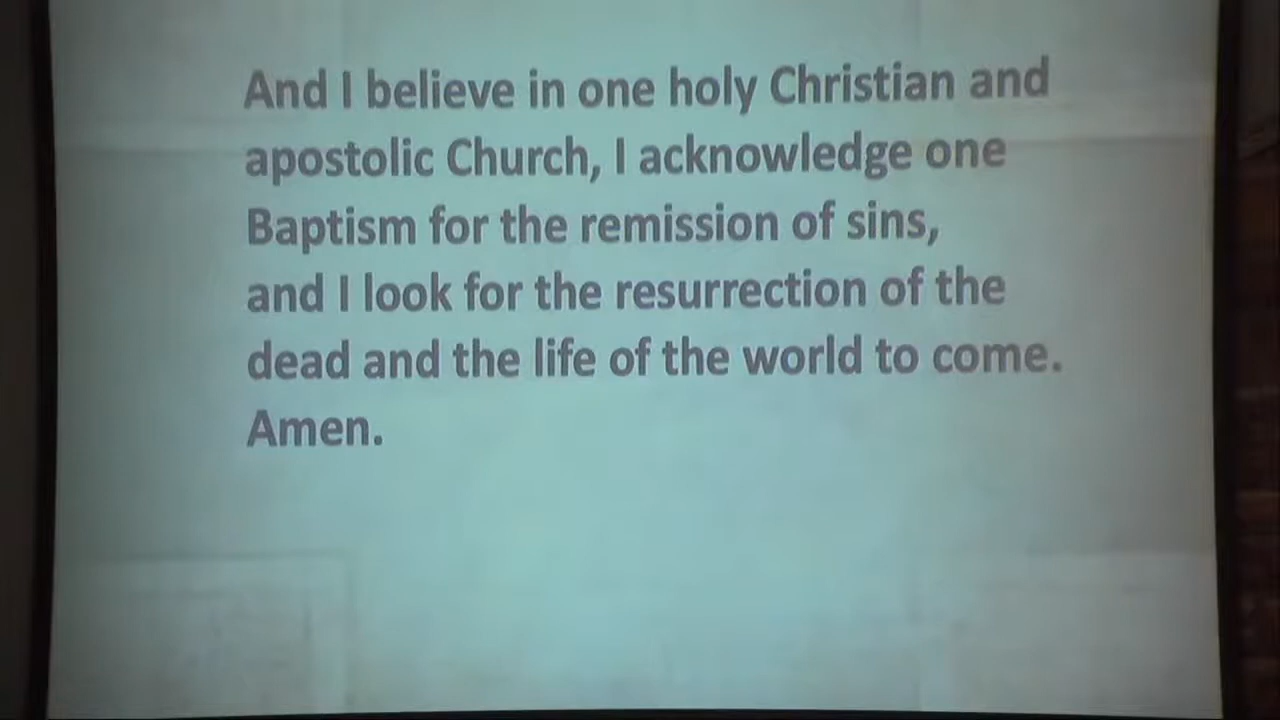 And I believe in one holy Christian and
apostolic Church, I acknowledge one
Baptism for the remission of sins,
and I look for the resurrection of the
dead and the life of the world to come.
Amen.